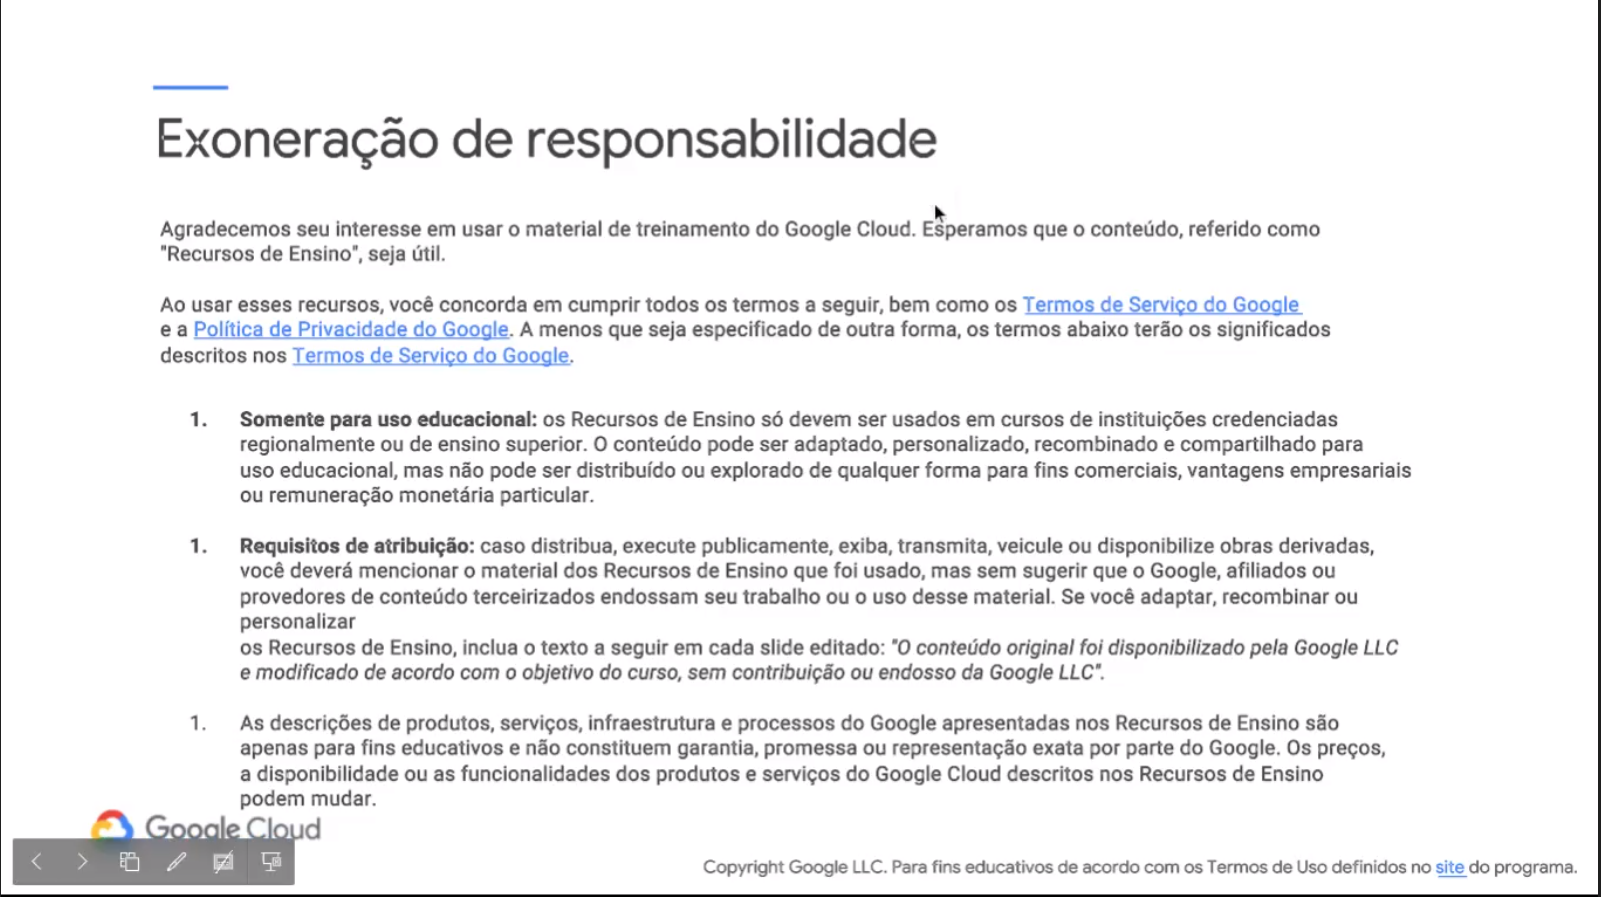 Exoneração de responsabilidade
Agradecemos seu interesse em usar o material de treinamento do Google Cloud. Esperamos que o conteúdo, referido como
"Recursos de Ensino", seja útil.
Ao usar esses recursos, você concorda em cumprir todos os termos a seguir, bem como os Termos de Serviço do Google
e a Política de Privacidade do Google. A menos que seja especificado de outra forma, os termos abaixo terão os significados
descritos nos Termos de Serviço do Google.
1. Somente para uso educacional: os Recursos de Ensino só devem ser usados em cursos de instituições credenciadas
regionalmente ou de ensino superior. O conteúdo pode ser adaptado, personalizado, recombinado e compartilhado para
uso educacional, mas não pode ser distribuído ou explorado de qualquer forma para fins comerciais, vantagens empresariais
ou remuneração monetária particular.
1. Requisitos de atribuição: caso distribua, execute publicamente, exiba, transmita, veicule ou disponibilize obras derivadas,
você deverá mencionar o material dos Recursos de Ensino que foi usado, mas sem sugerir que o Google, afiliados ou
provedores de conteúdo terceirizados endossam seu trabalho ou o uso desse material. Se você adaptar, recombinar ou
personalizar
os Recursos de Ensino, inclua o texto a seguir em cada slide editado: "O conteúdo original foi disponibilizado pela Google LLC
e modificado de acordo com o objetivo do curso, sem contribuição ou endosso da Google LLC".
1. As descrições de produtos, serviços, infraestrutura e processos do Google apresentadas nos Recursos de Ensino são
apenas para fins educativos e não constituem garantia, promessa ou representação exata por parte do Google. Os preços,
a disponibilidade ou as funcionalidades dos produtos e serviços do Google Cloud descritos nos Recursos de Ensino
podem mudar.
Google Cloud
Copyright Google LLC. Para fins educativos de acordo com os Termos de Uso definidos no site do programa.